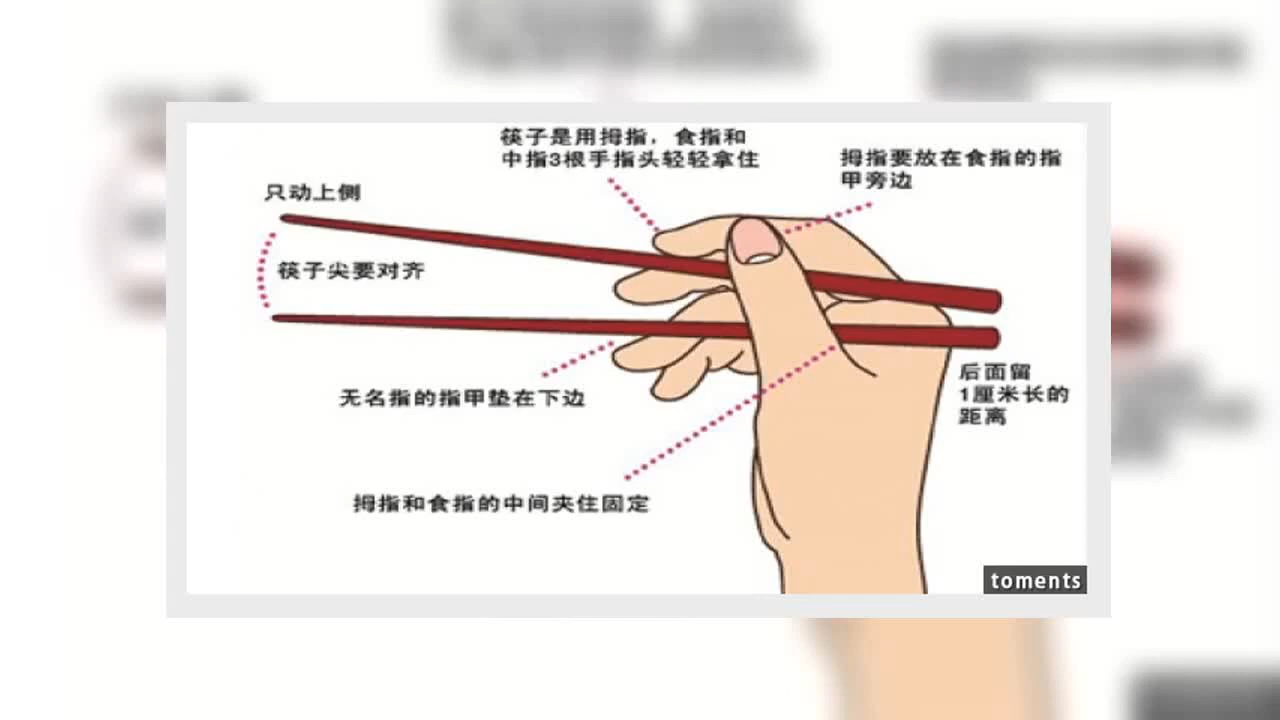 筷子是用拇指，食指和
中指3根手指头轻轻拿住
拇指要放在食指的指
甲旁边
只动上侧
筷子尖要对齐
无名指的指甲垫在下边
后面留
1厘米长的
距离
拇指和食指的中间夹住固定
toments